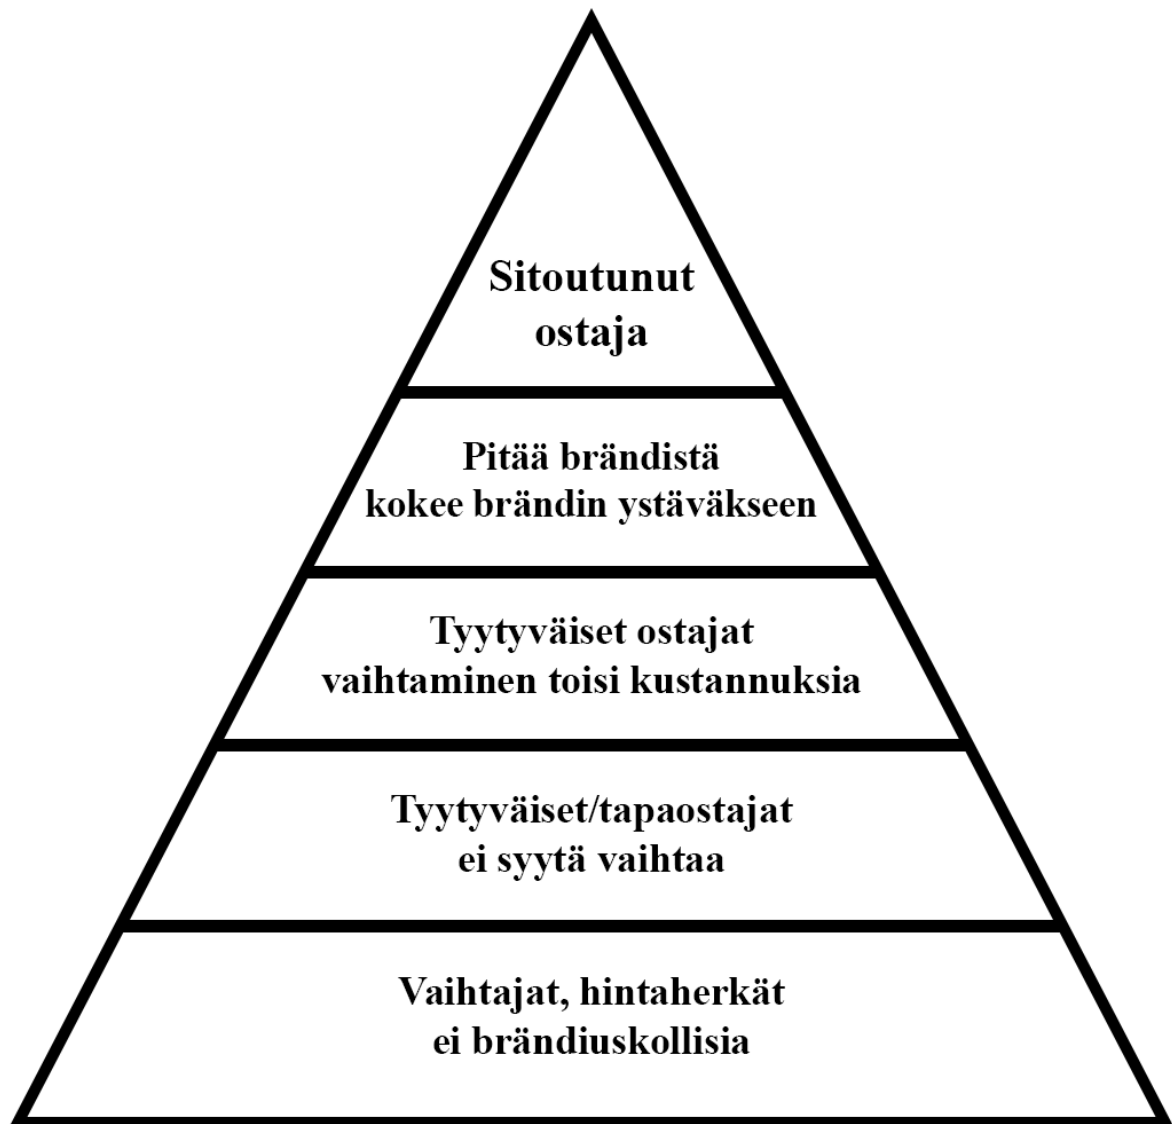 Sitoutunut
ostaja
Pitää brändistä
kokee brändin ystäväkseen
Tyytyväiset ostajat
vaihtaminen toisi kustannuksia
Tyytyväiset/tapaostajat
ei syytä vaihtaa
Vaihtajat, hintaherkät
ei brändiuskollisia